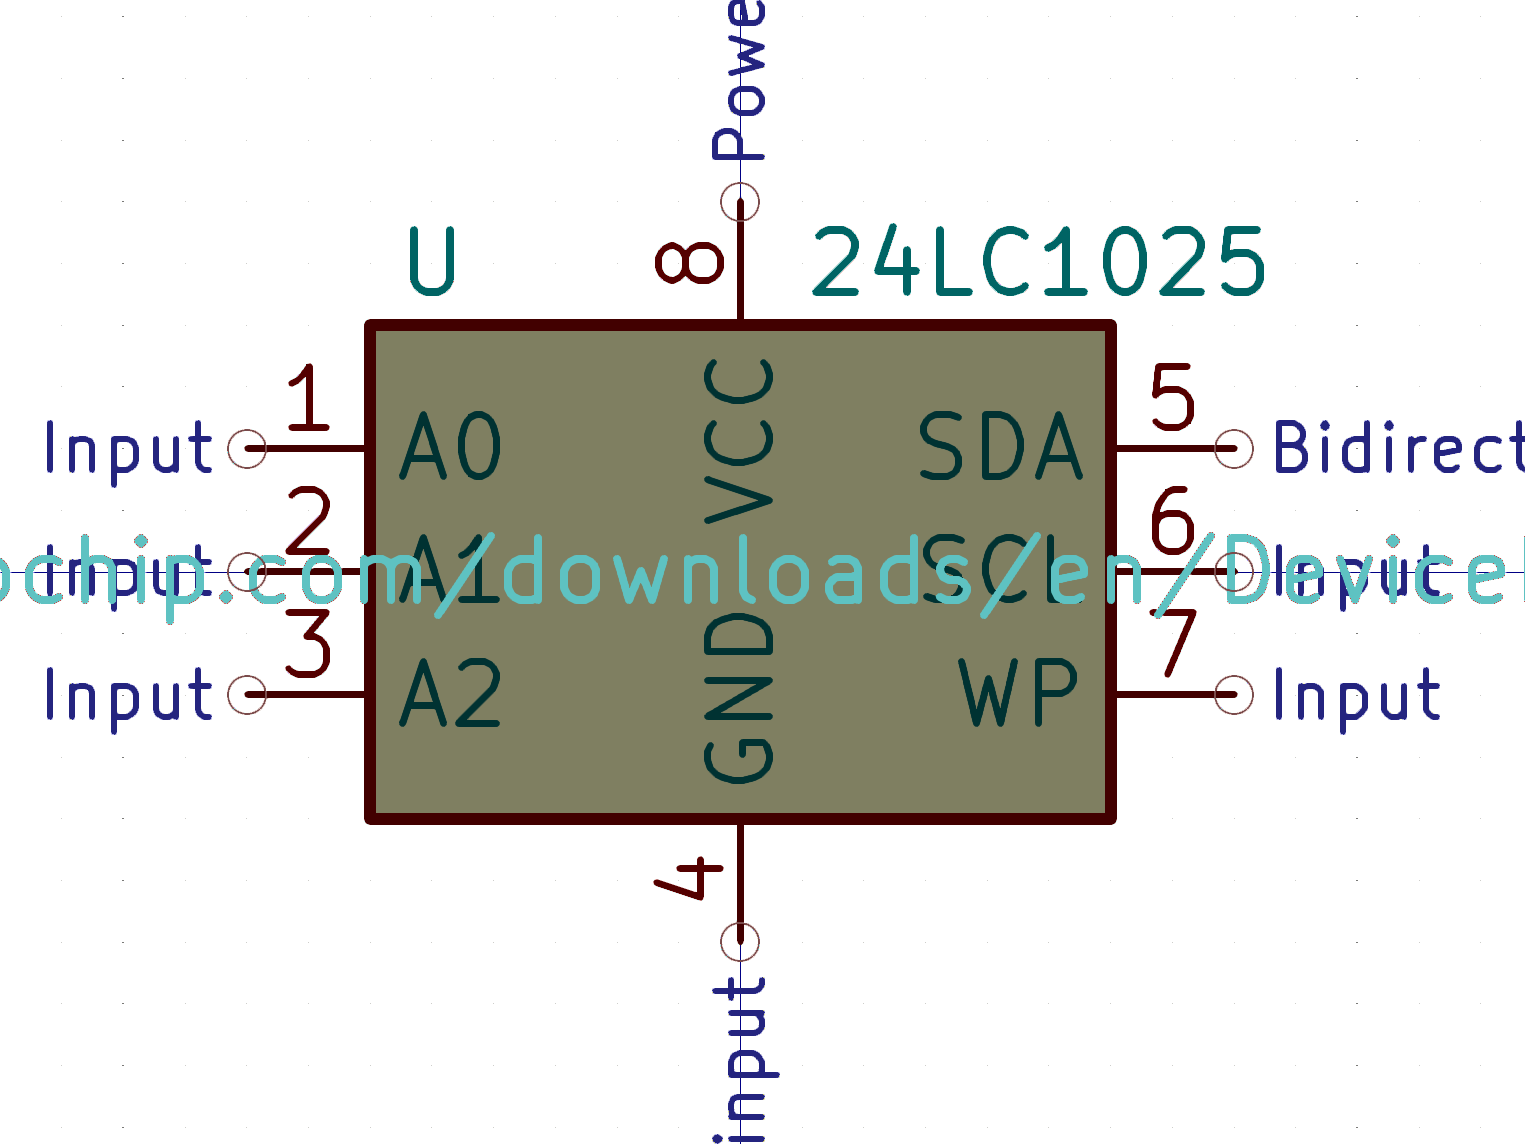 Powe
U
8
24LC1025
1
5
Input
A0
VCC
SDA
Bidirect
2
6
Input
A1
SCL
Input
ochip.com/downloads/en/Device
3
7
Input
A2
GND
WP
Input
4
input